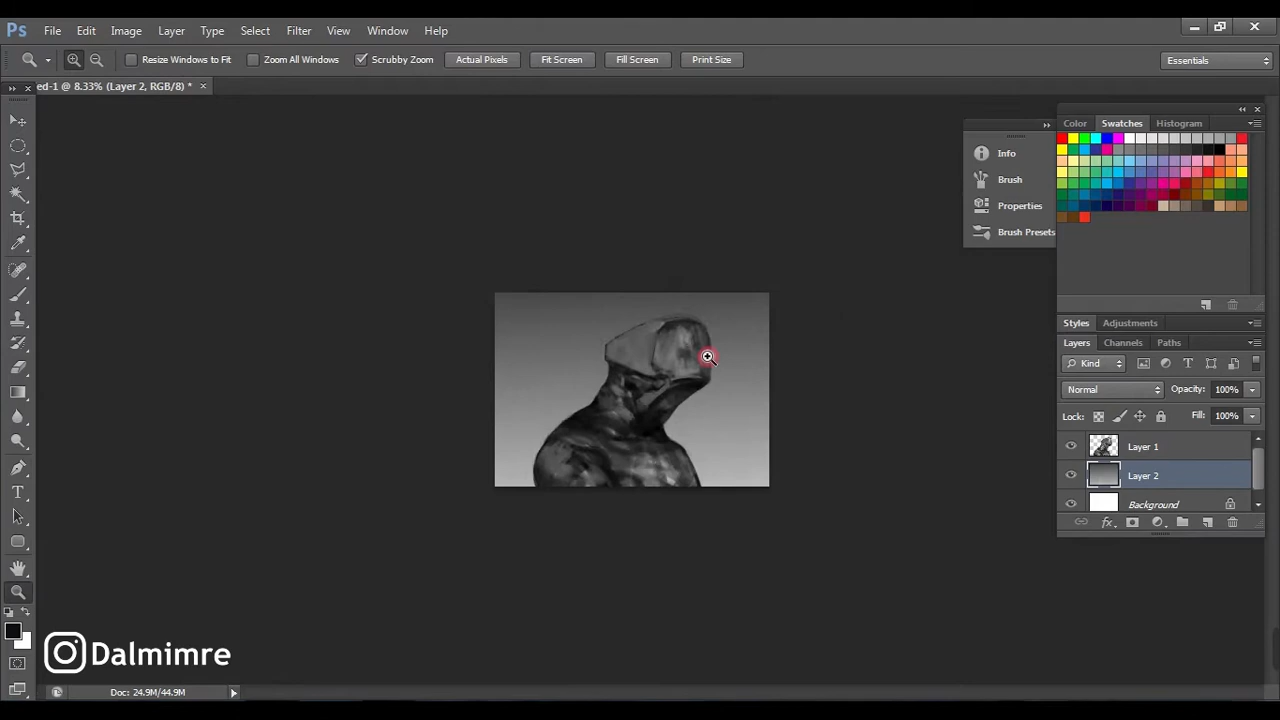 Ps File Edit Image Layer Type Select Filter View Window Help
Resize Windows to Fit Zoom All Windows Scrubby Zoom Actual Pixels Fit Screen Fill Screen Print Size Essentials
ed-1 @ 8.33% (Layer 2, RGB/8) *
Color Swatches Histogram
Info
Brush
Properties
Brush Presets
Styles Adjustments
Layers Channels Paths
Kind
Normal Opacity: 100%
Lock: Fill: 100%
Layer 1
Layer 2
Background
Dalmimre
Doc: 24.9M/44.9M